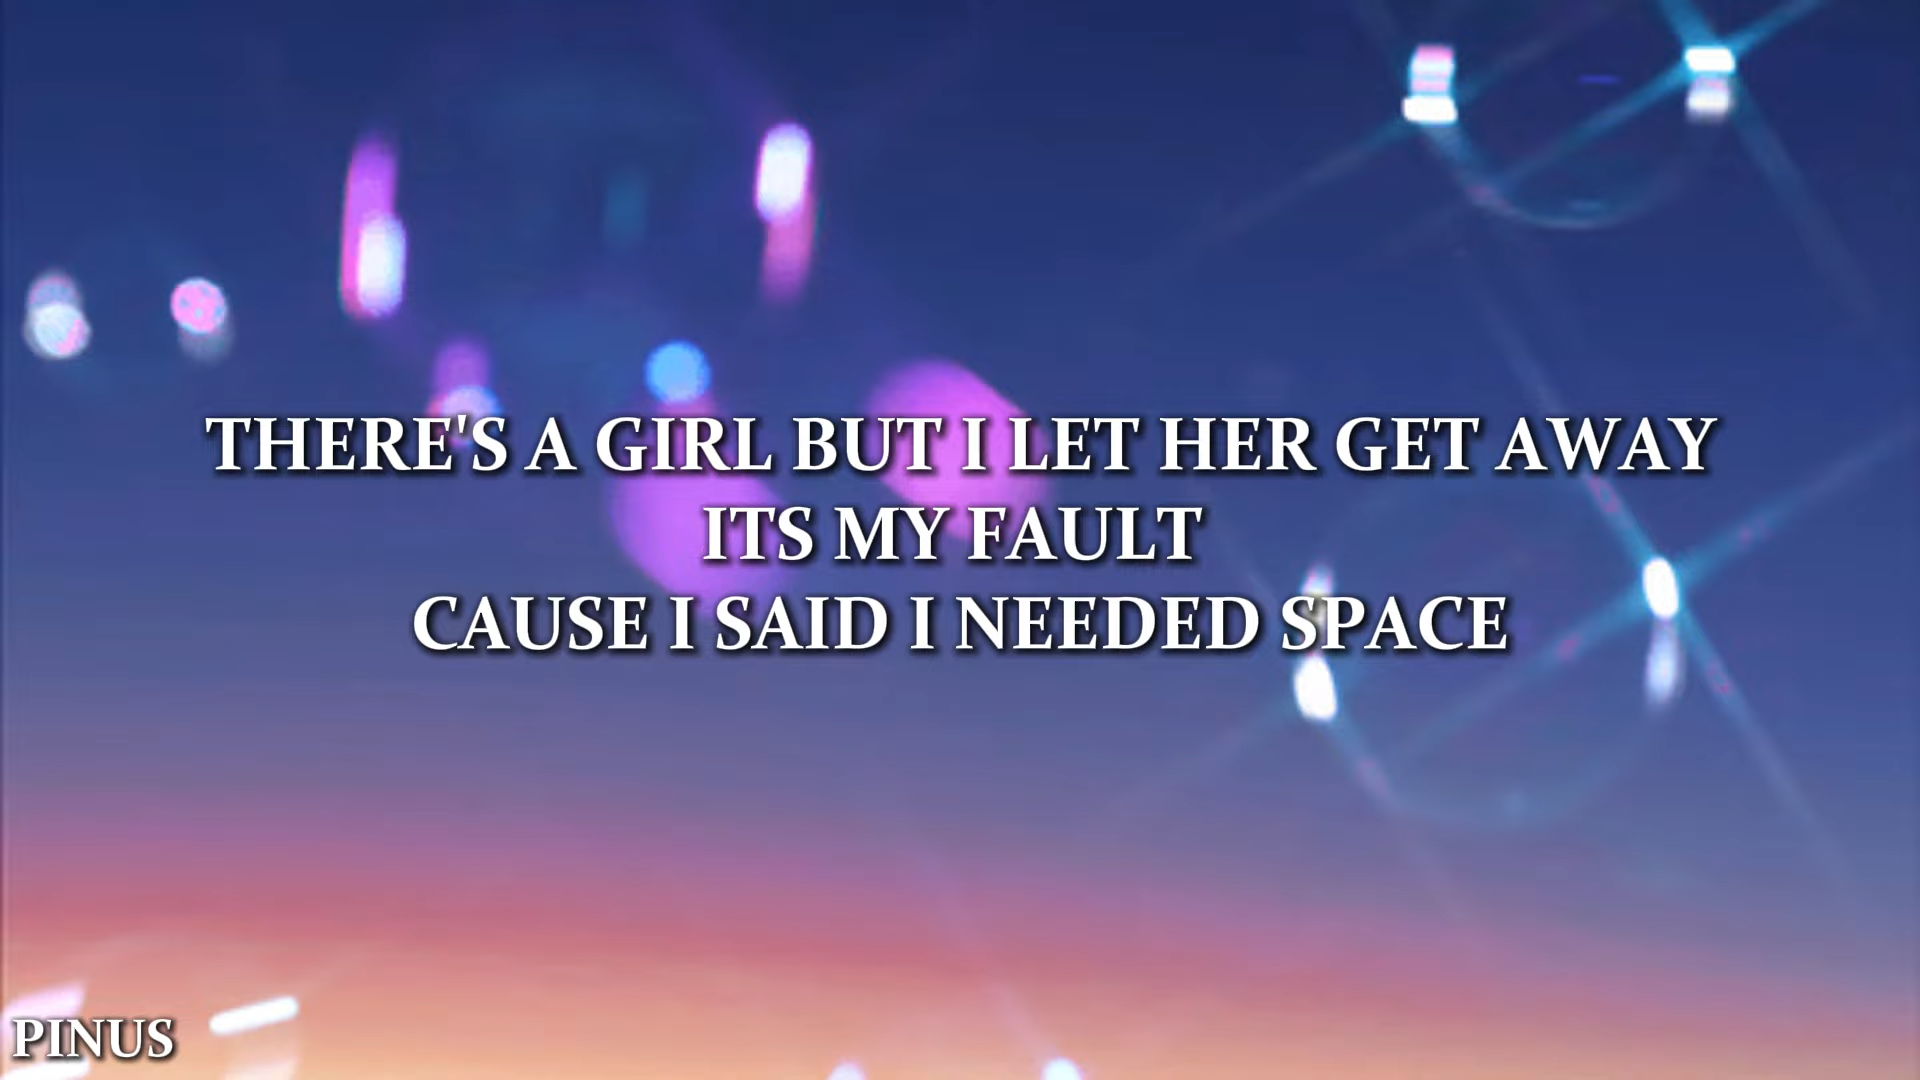 THERE'S A GIRL BUT I LET HER GET AWAY
ITS MY FAULT
CAUSE I SAID I NEEDED SPACE
PINUS